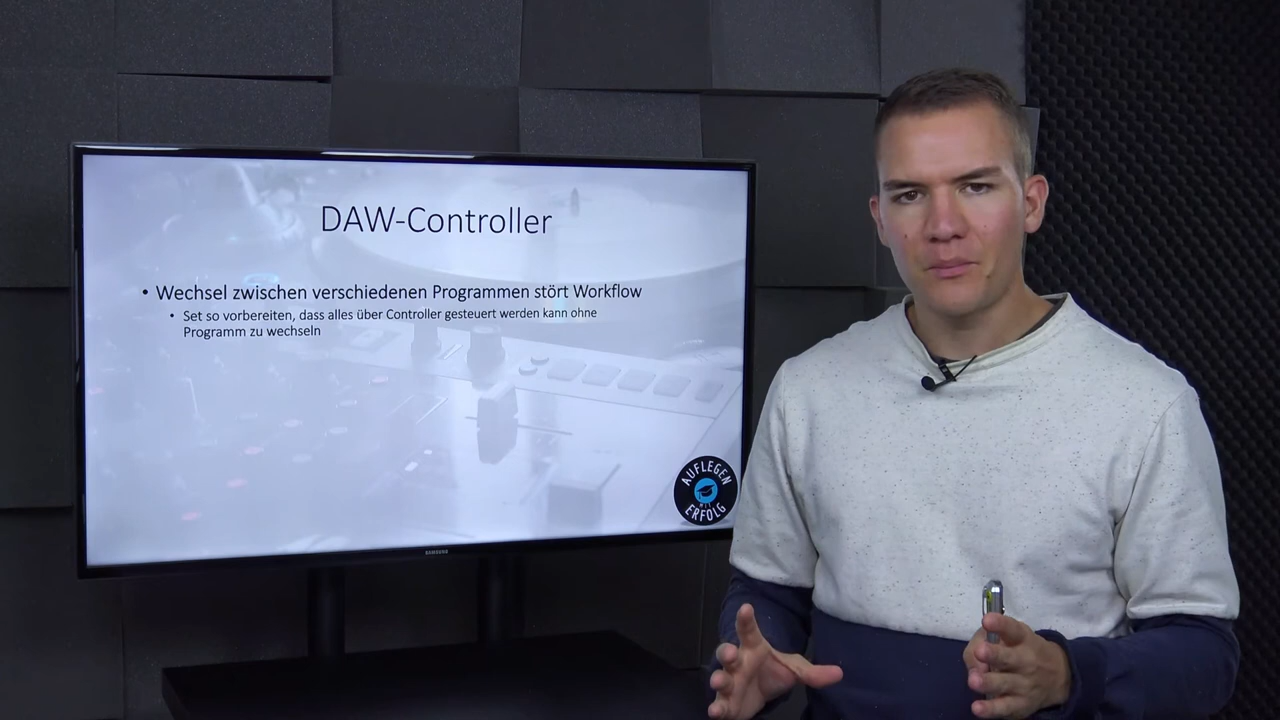 DAW-Controller
• Wechsel zwischen verschiedenen Programmen stört Workflow
• Set so vorbereiten, dass alles über Controller gesteuert werden kann ohne
Programm zu wechseln
AUFLEGEN
MIT
ERFOLG
SAMSUNG